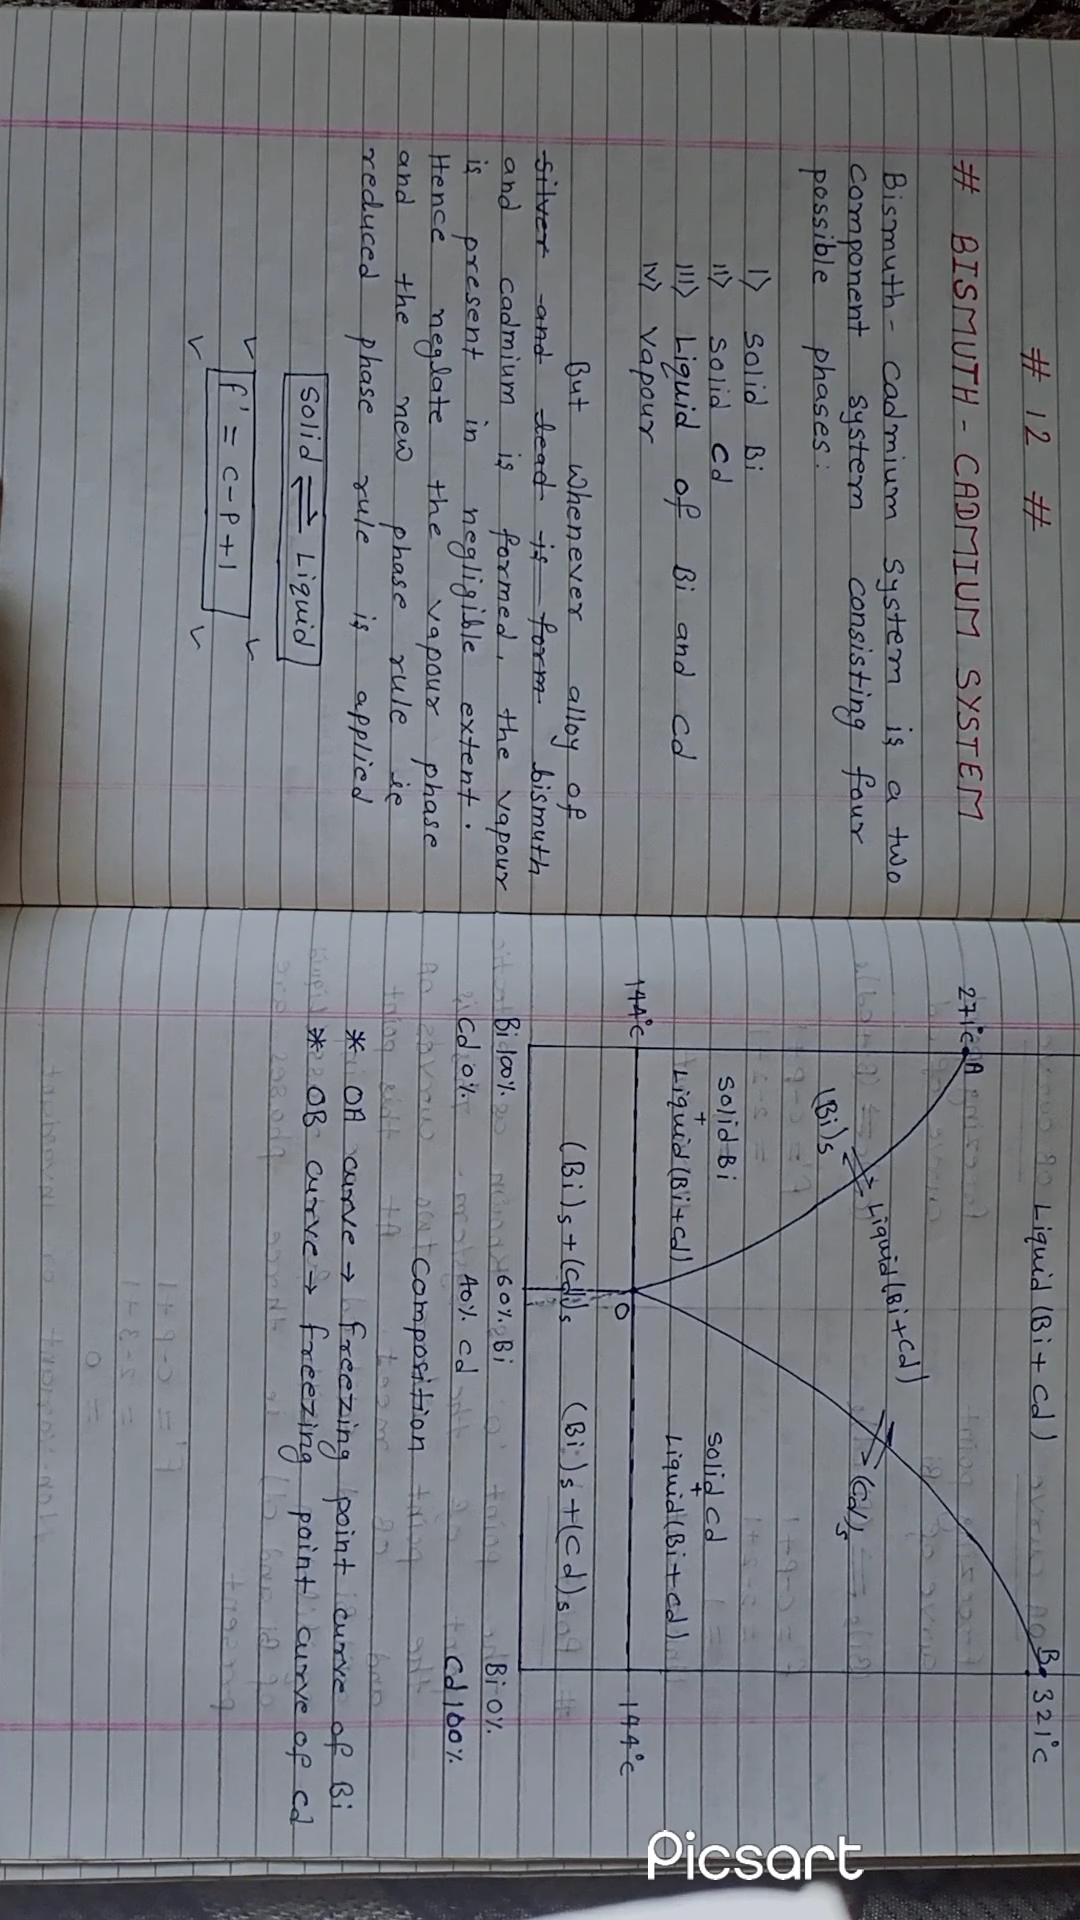 # 12 #
# BISMUTH - CADMIUM SYSTEM
Bismuth - cadmium system is a two
component system consisting four
possible phases:
I) Solid Bi
II) Solid Cd
III) Liquid of Bi and Cd
IV) Vapour
But whenever alloy of
silver and lead is form bismuth
and cadmium is formed, the vapour
is present in negligible extent.
Hence neglate the vapour phase
and the new phase rule ie
reduced phase rule is applied
Solid ⇌ Liquid
f' = C - P + 1
Liquid (Bi + Cd)
B 321°C
271°C A
(Bi)s ⇌ Liquid (Bi + Cd) ⇌ (Cd)s
Solid Bi
+
Liquid (Bi + Cd)
Solid Cd
+
Liquid (Bi + Cd)
144°C
O
144°C
(Bi)s + (Cd)s
(Bi)s + (Cd)s
Bi 100%
Cd 0%
60% Bi
40% Cd
Bi 0%
Cd 100%
Composition
* OA curve → freezing point curve of Bi
* OB curve → freezing point curve of Cd
Picsart